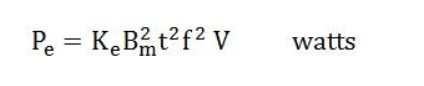 Pₑ = KₑBₘ²t²f² V watts